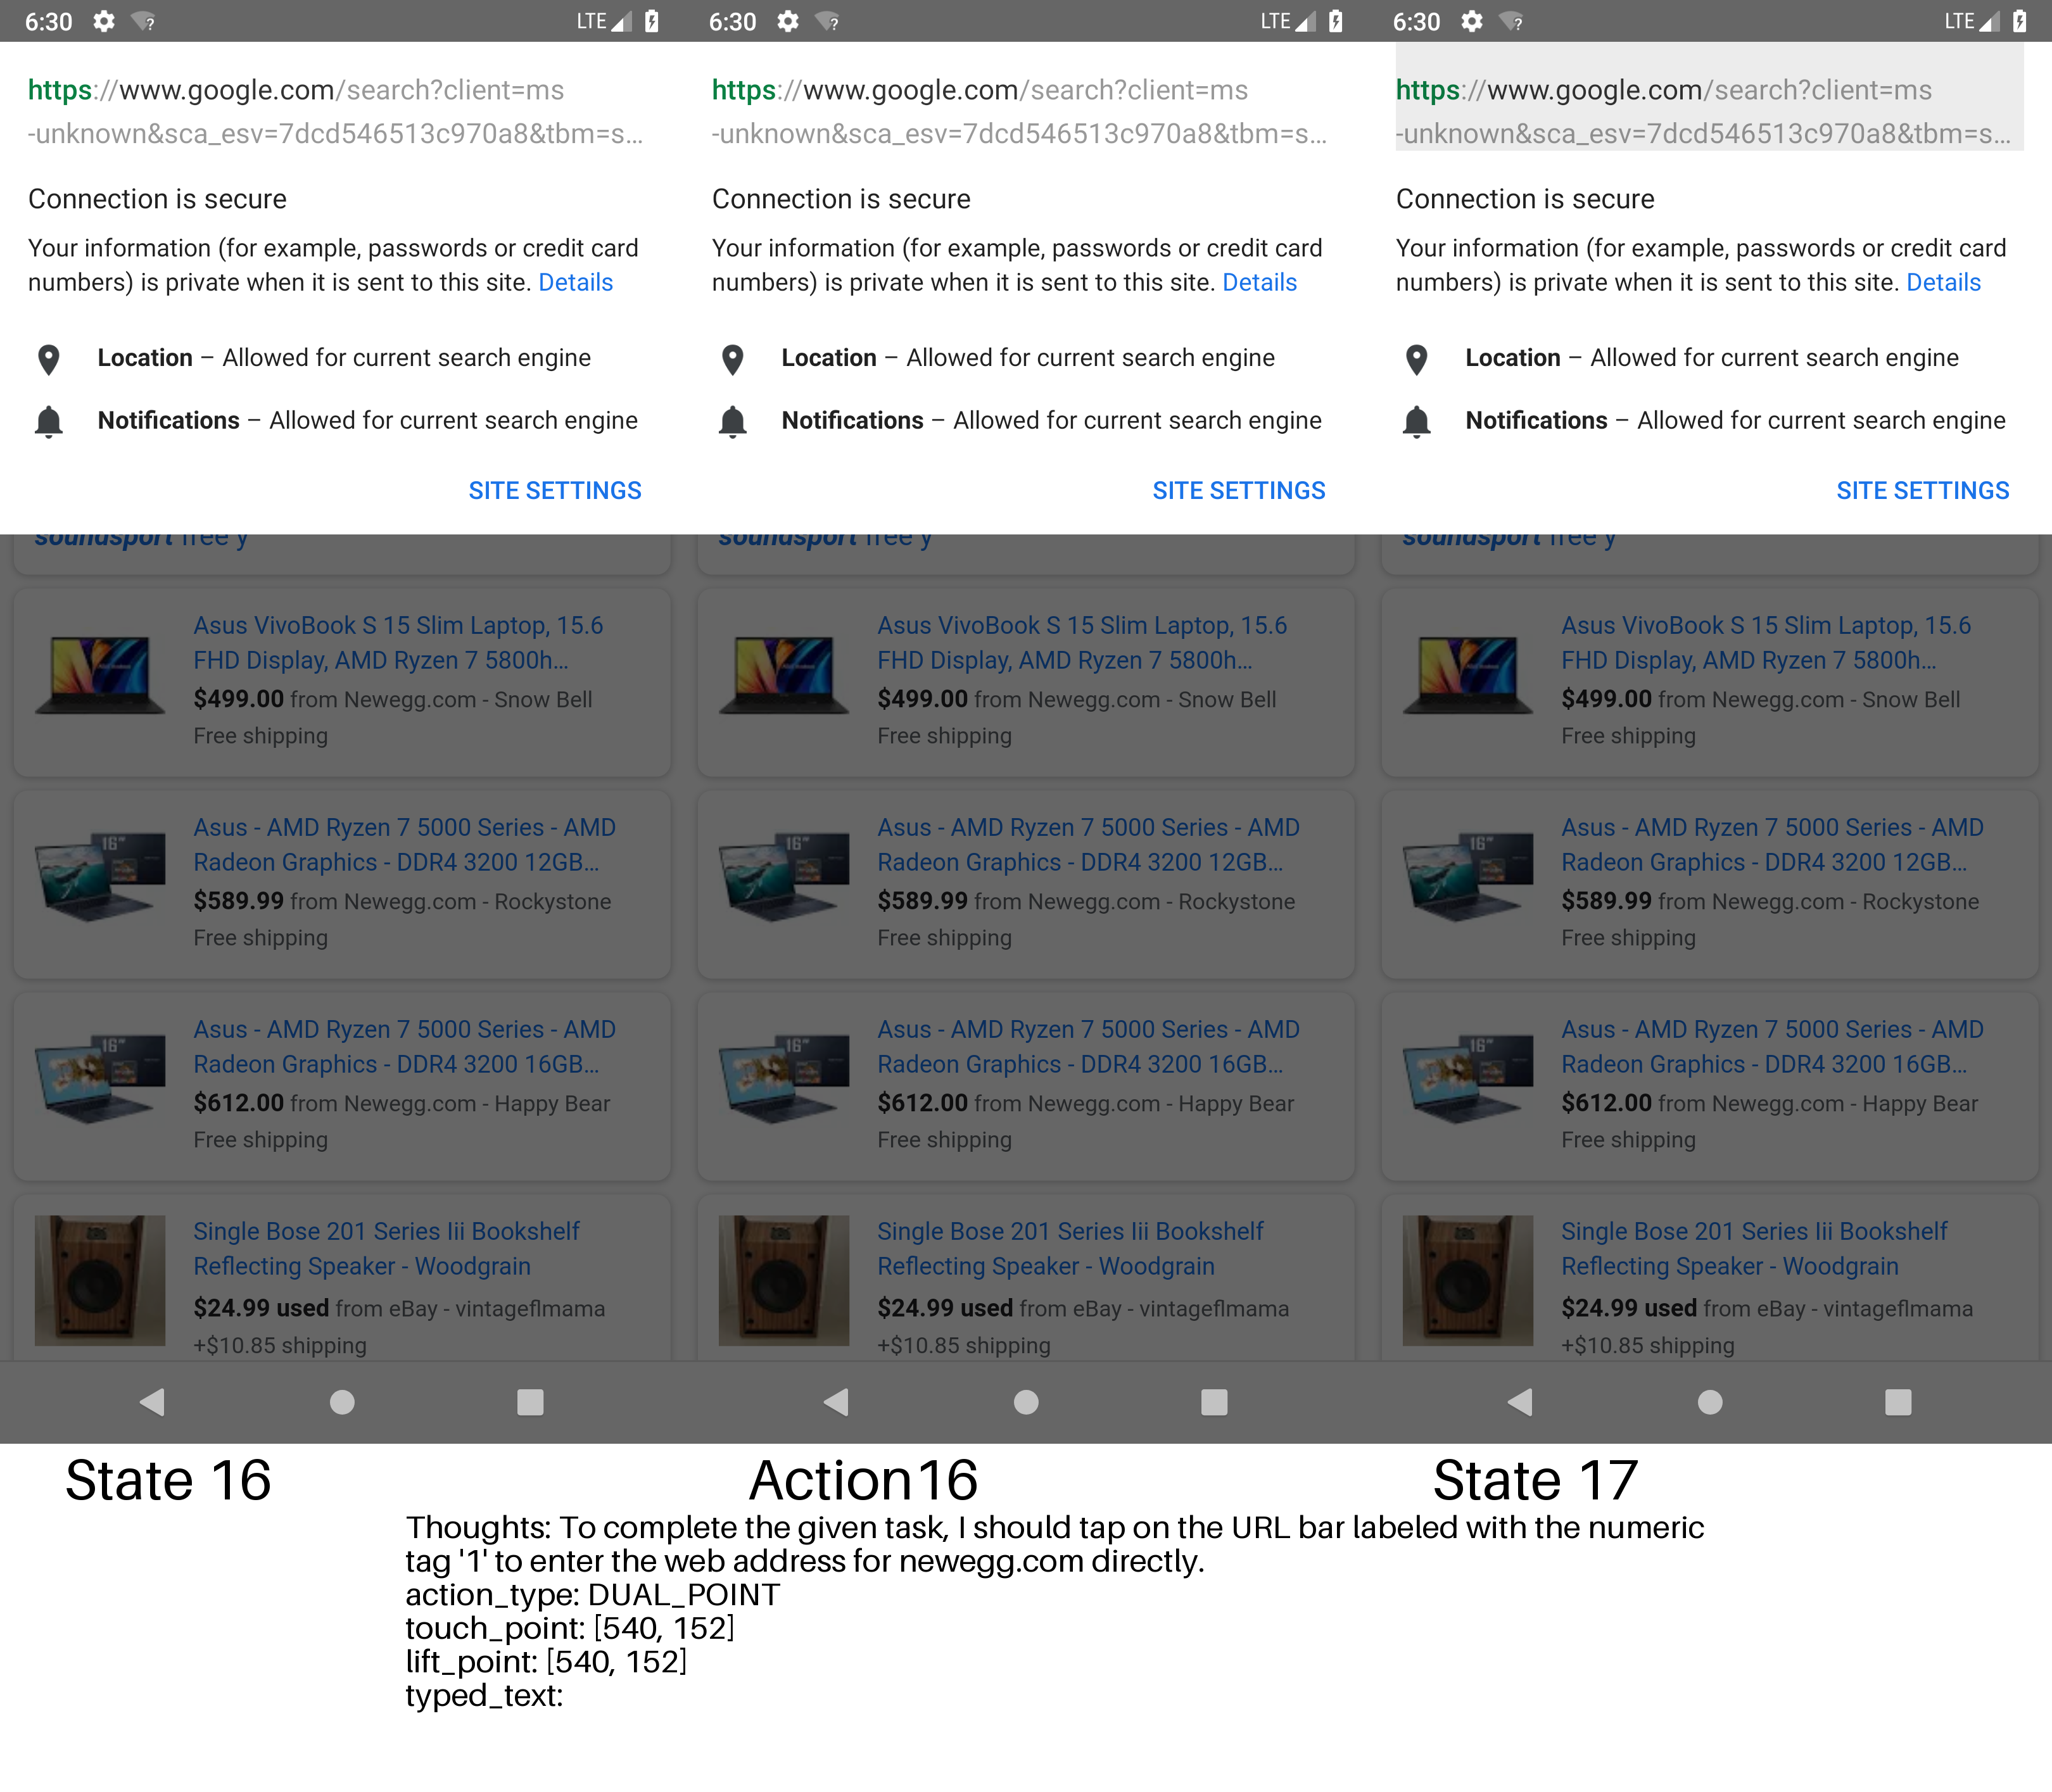 6:30 LTE
https://www.google.com/search?client=ms
-unknown&sca_esv=7dcd546513c970a8&tbm=s...
Connection is secure
Your information (for example, passwords or credit card
numbers) is private when it is sent to this site. Details
Location – Allowed for current search engine
Notifications – Allowed for current search engine
SITE SETTINGS
soundsport free y
Asus VivoBook S 15 Slim Laptop, 15.6
FHD Display, AMD Ryzen 7 5800h...
$499.00 from Newegg.com - Snow Bell
Free shipping
16"
Asus - AMD Ryzen 7 5000 Series - AMD
Radeon Graphics - DDR4 3200 12GB...
$589.99 from Newegg.com - Rockystone
Free shipping
16"
Asus - AMD Ryzen 7 5000 Series - AMD
Radeon Graphics - DDR4 3200 16GB...
$612.00 from Newegg.com - Happy Bear
Free shipping
Single Bose 201 Series Iii Bookshelf
Reflecting Speaker - Woodgrain
$24.99 used from eBay - vintageflmama
+$10.85 shipping
State 16
6:30 LTE
https://www.google.com/search?client=ms
-unknown&sca_esv=7dcd546513c970a8&tbm=s...
Connection is secure
Your information (for example, passwords or credit card
numbers) is private when it is sent to this site. Details
Location – Allowed for current search engine
Notifications – Allowed for current search engine
SITE SETTINGS
soundsport free y
Asus VivoBook S 15 Slim Laptop, 15.6
FHD Display, AMD Ryzen 7 5800h...
$499.00 from Newegg.com - Snow Bell
Free shipping
16"
Asus - AMD Ryzen 7 5000 Series - AMD
Radeon Graphics - DDR4 3200 12GB...
$589.99 from Newegg.com - Rockystone
Free shipping
16"
Asus - AMD Ryzen 7 5000 Series - AMD
Radeon Graphics - DDR4 3200 16GB...
$612.00 from Newegg.com - Happy Bear
Free shipping
Single Bose 201 Series Iii Bookshelf
Reflecting Speaker - Woodgrain
$24.99 used from eBay - vintageflmama
+$10.85 shipping
Action16
6:30 LTE
https://www.google.com/search?client=ms
-unknown&sca_esv=7dcd546513c970a8&tbm=s...
Connection is secure
Your information (for example, passwords or credit card
numbers) is private when it is sent to this site. Details
Location – Allowed for current search engine
Notifications – Allowed for current search engine
SITE SETTINGS
soundsport free y
Asus VivoBook S 15 Slim Laptop, 15.6
FHD Display, AMD Ryzen 7 5800h...
$499.00 from Newegg.com - Snow Bell
Free shipping
16"
Asus - AMD Ryzen 7 5000 Series - AMD
Radeon Graphics - DDR4 3200 12GB...
$589.99 from Newegg.com - Rockystone
Free shipping
16"
Asus - AMD Ryzen 7 5000 Series - AMD
Radeon Graphics - DDR4 3200 16GB...
$612.00 from Newegg.com - Happy Bear
Free shipping
Single Bose 201 Series Iii Bookshelf
Reflecting Speaker - Woodgrain
$24.99 used from eBay - vintageflmama
+$10.85 shipping
State 17
Thoughts: To complete the given task, I should tap on the URL bar labeled with the numeric
tag '1' to enter the web address for newegg.com directly.
action_type: DUAL_POINT
touch_point: [540, 152]
lift_point: [540, 152]
typed_text: